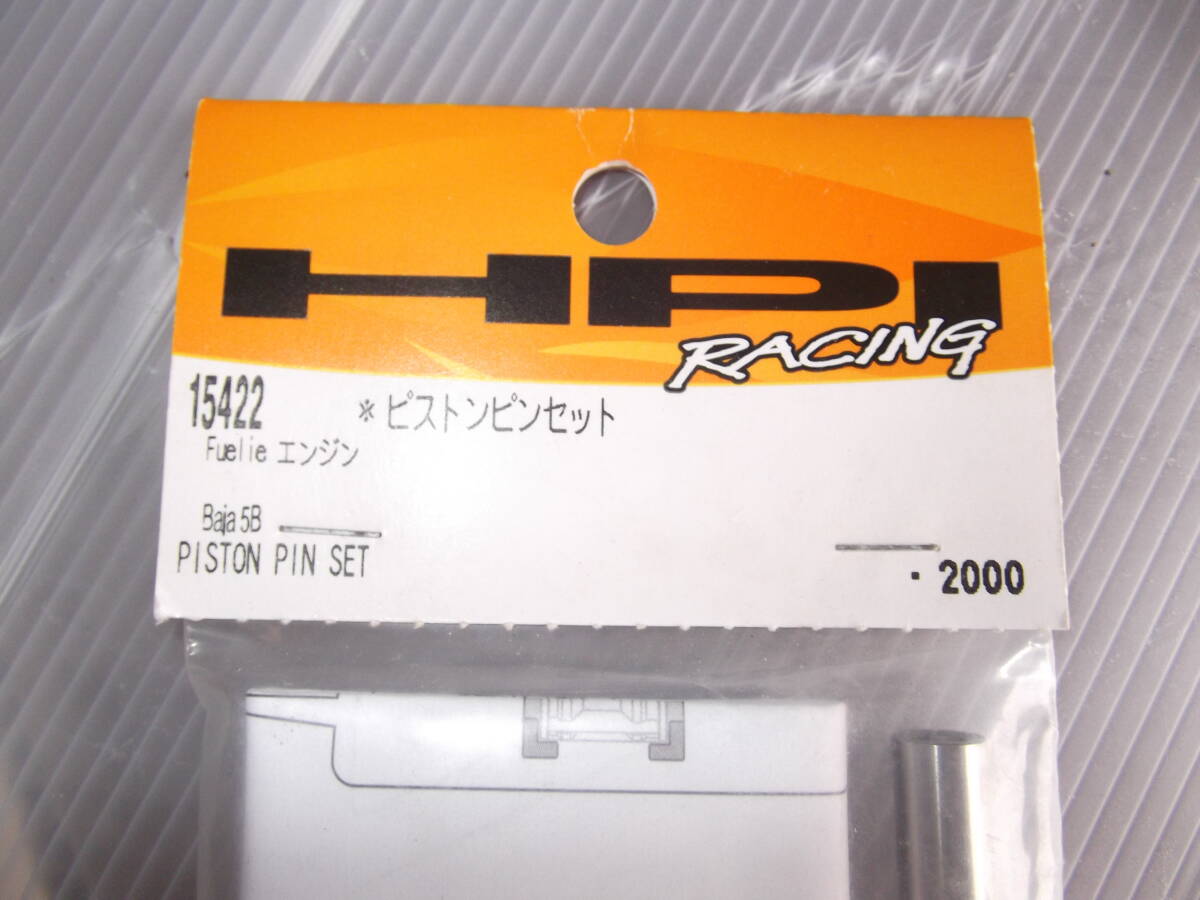 HPI
RACING
15422 ※ ピストンピンセット
Fuelie エンジン
Baja 5B
PISTON PIN SET
・2000